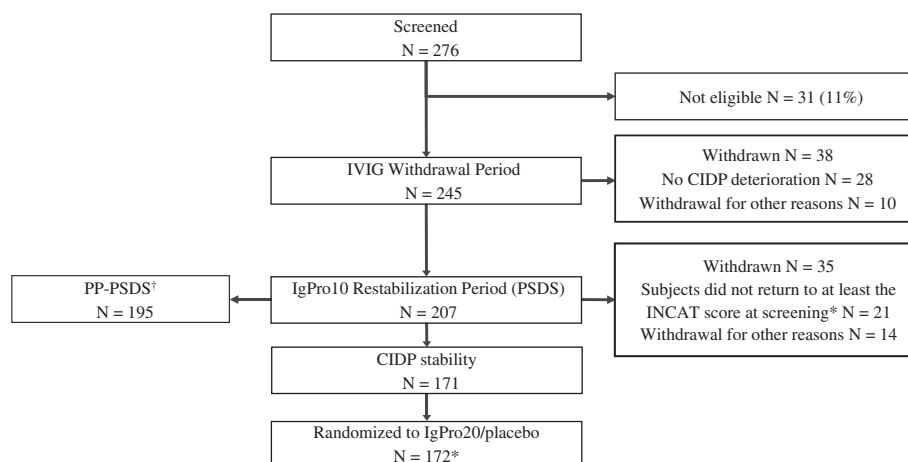 Screened
N = 276
Not eligible N = 31 (11%)
IVIG Withdrawal Period
N = 245
Withdrawn N = 38
No CIDP deterioration N = 28
Withdrawal for other reasons N = 10
PP-PSDS†
N = 195
IgPro10 Restabilization Period (PSDS)
N = 207
Withdrawn N = 35
Subjects did not return to at least the
INCAT score at screening* N = 21
Withdrawal for other reasons N = 14
CIDP stability
N = 171
Randomized to IgPro20/placebo
N = 172*